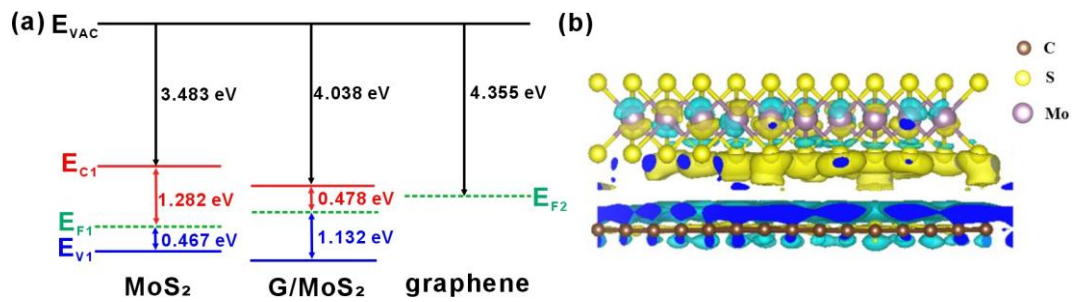 (a)
E_VAC
3.483 eV
4.038 eV
4.355 eV
E_C1
1.282 eV
0.478 eV
E_F2
E_F1
0.467 eV
1.132 eV
E_V1
MoS₂
G/MoS₂
graphene
(b)
C
S
Mo